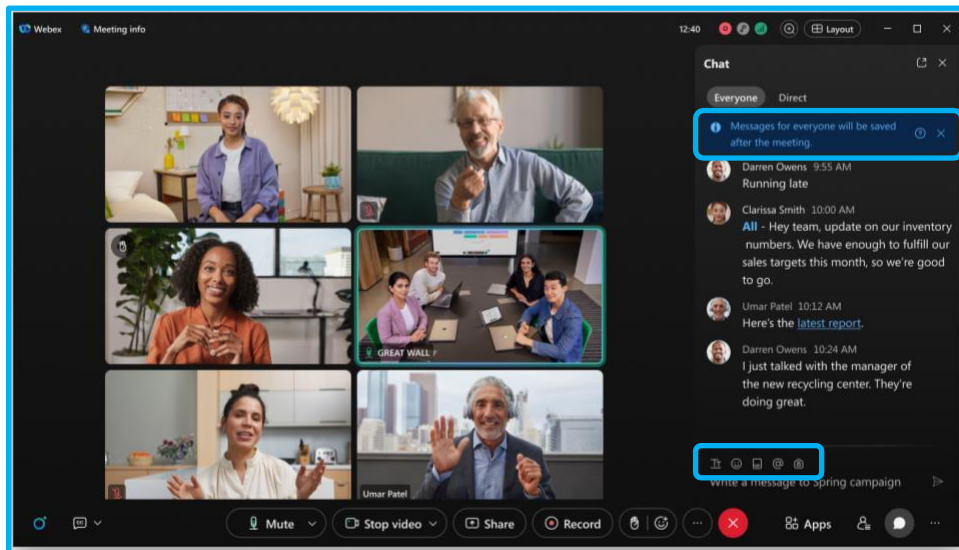 Webex
Meeting info
12:40
Layout
Chat
Everyone Direct
Messages for everyone will be saved
after the meeting.
Darren Owens 9:55 AM
Running late
Clarissa Smith 10:00 AM
All - Hey team, update on our inventory
numbers. We have enough to fulfill our
sales targets this month, so we're good
to go.
Umar Patel 10:12 AM
Here's the latest report.
Darren Owens 10:24 AM
I just talked with the manager of
the new recycling center. They're
doing great.
GREAT WALL
Umar Patel
Write a message to Spring campaign
Mute
Stop video
Share
Record
Apps